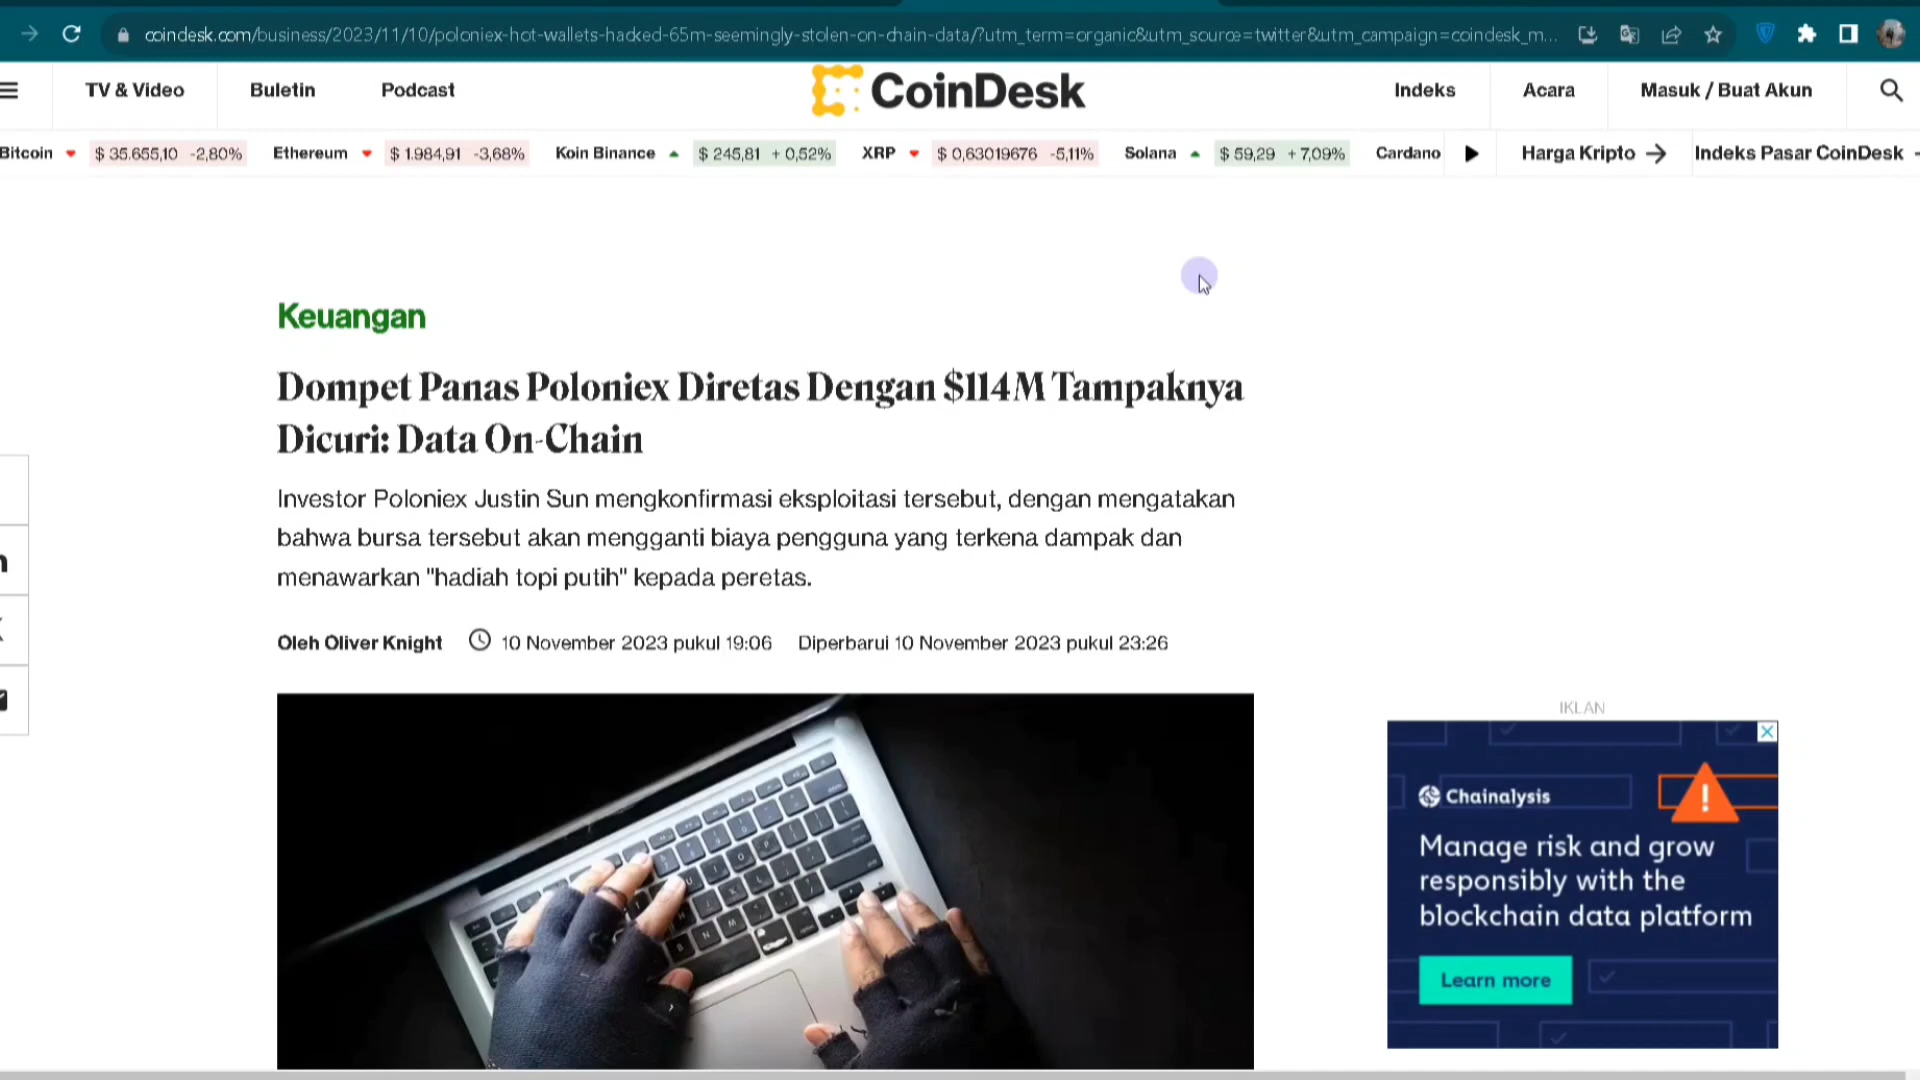 coindesk.com/business/2023/11/10/poloniex-hot-wallets-hacked-65m-seemingly-stolen-on-chain-data/?utm_term=organic&utm_source=twitter&utm_campaign=coindesk_m...
TV & Video Buletin Podcast CoinDesk Indeks Acara Masuk / Buat Akun
Bitcoin $ 35.655,10 -2,80% Ethereum $ 1.984,91 -3,68% Koin Binance $ 245,81 + 0,52% XRP $ 0,63019676 -5,11% Solana $ 59,29 + 7,09% Cardano Harga Kripto Indeks Pasar CoinDesk
Keuangan
Dompet Panas Poloniex Diretas Dengan $114M Tampaknya
Dicuri: Data On-Chain
Investor Poloniex Justin Sun mengkonfirmasi eksploitasi tersebut, dengan mengatakan
bahwa bursa tersebut akan mengganti biaya pengguna yang terkena dampak dan
menawarkan "hadiah topi putih" kepada peretas.
Oleh Oliver Knight 10 November 2023 pukul 19:06 Diperbarui 10 November 2023 pukul 23:26
IKLAN
Chainalysis
Manage risk and grow
responsibly with the
blockchain data platform
Learn more